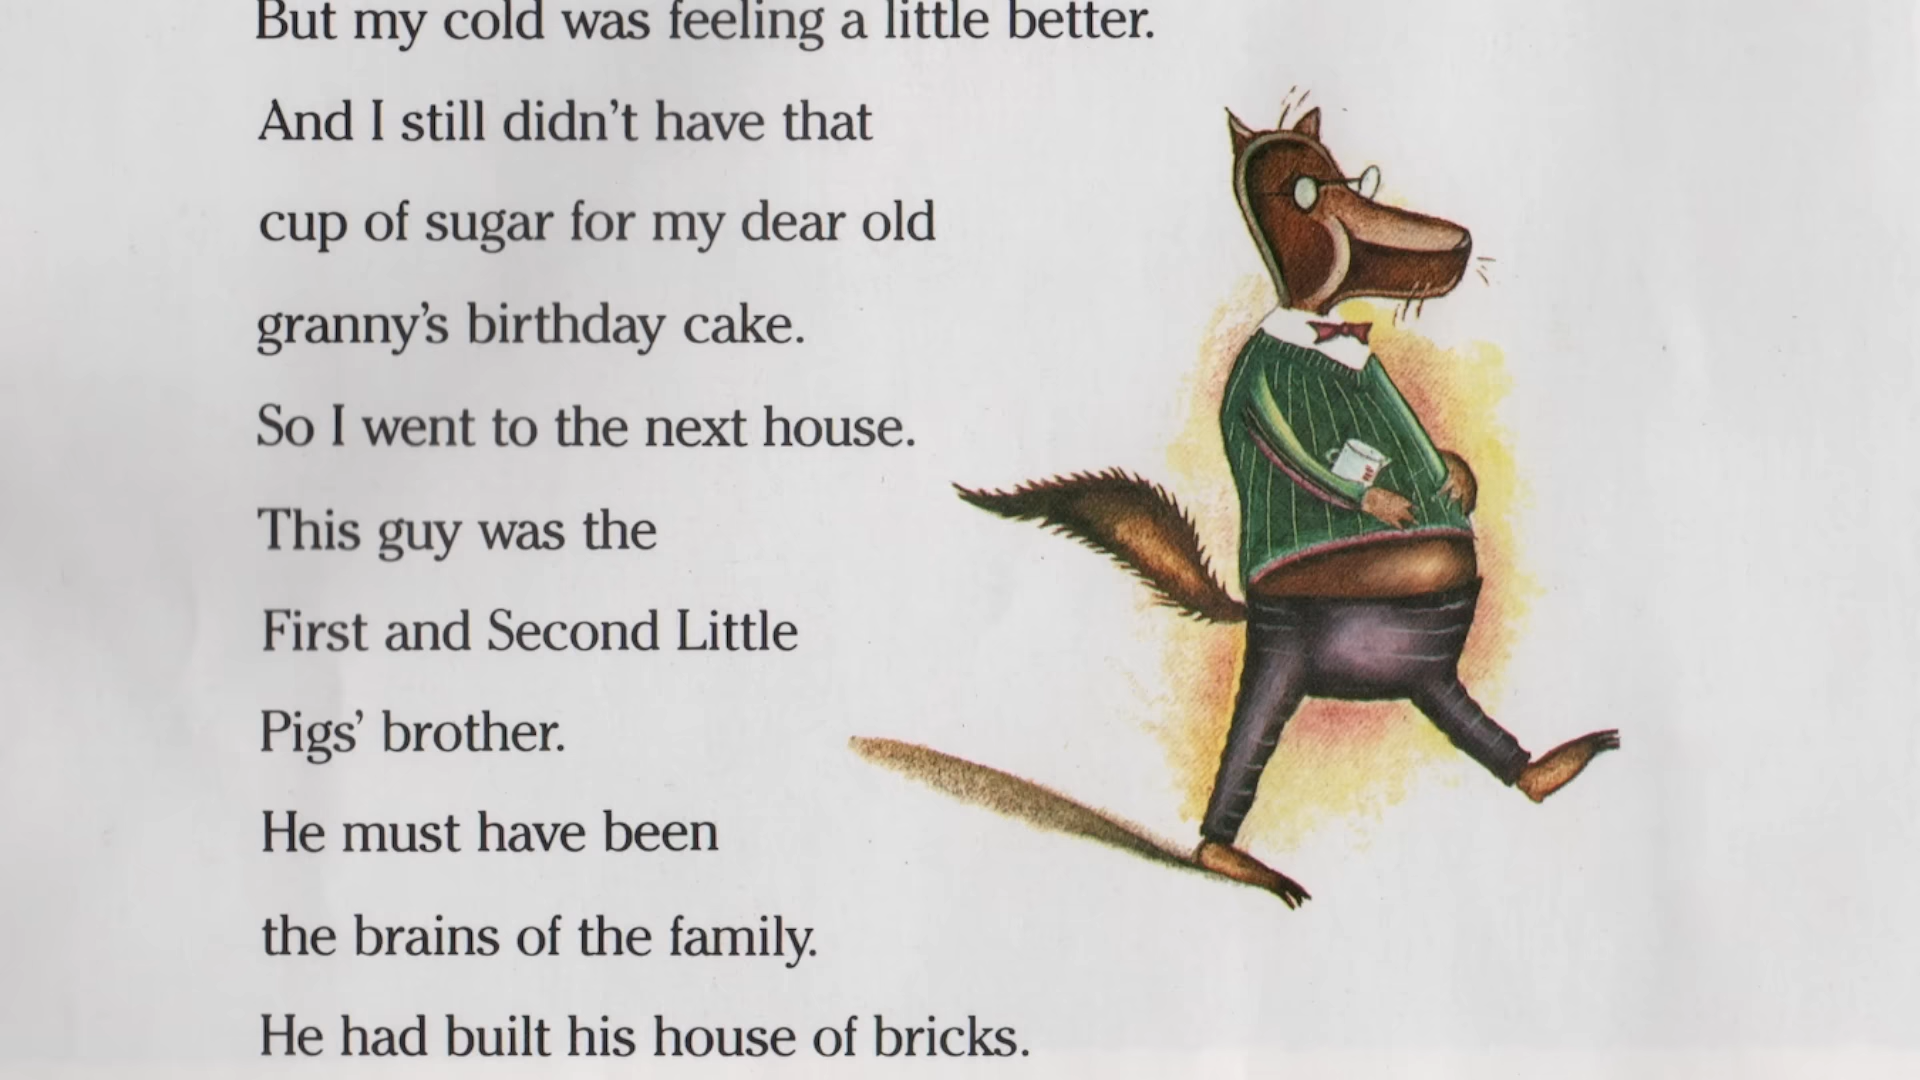 But my cold was feeling a little better.
And I still didn't have that
cup of sugar for my dear old
granny's birthday cake.
So I went to the next house.
This guy was the
First and Second Little
Pigs' brother.
He must have been
the brains of the family.
He had built his house of bricks.